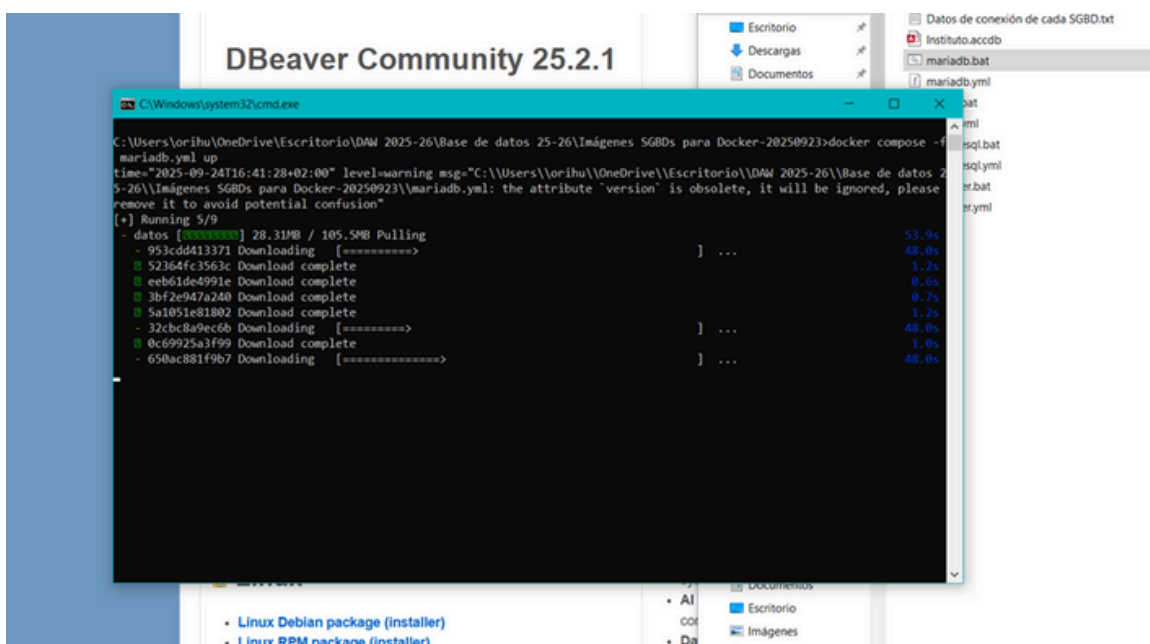 DBeaver Community 25.2.1
Escritorio
Descargas
Documentos
Datos de conexión de cada SGBD.txt
Instituto.accdb
mariadb.bat
mariadb.yml
C:\Windows\system32\cmd.exe
C:\Users\orihu\OneDrive\Escritorio\DAW 2025-26\Base de datos 25-26\Imágenes SGBDs para Docker-20250923>docker compose -f
mariadb.yml up
time="2025-09-24T16:41:28+02:00" level=warning msg="C:\\Users\\orihu\\OneDrive\\Escritorio\\DAW 2025-26\\Base de datos 2
5-26\\Imágenes SGBDs para Docker-20250923\\mariadb.yml: the attribute `version` is obsolete, it will be ignored, please
remove it to avoid potential confusion"
[+] Running 5/9
- datos [] 28.31MB / 105.5MB Pulling 53.9s
- 953cdd413371 Downloading [==========> ] ... 48.0s
52364fc3563c Download complete 1.2s
eeb61de4991e Download complete 0.6s
3bf2e947a240 Download complete 0.7s
5a1051e81802 Download complete 1.2s
- 32cbc8a9ec6b Downloading [=========> ] ... 48.0s
0c69925a3f99 Download complete 1.0s
- 650ac881f9b7 Downloading [==============> ] ... 48.0s
Linux
Linux Debian package (installer)
Linux RPM package (installer)
AI
Documentos
Escritorio
Imágenes